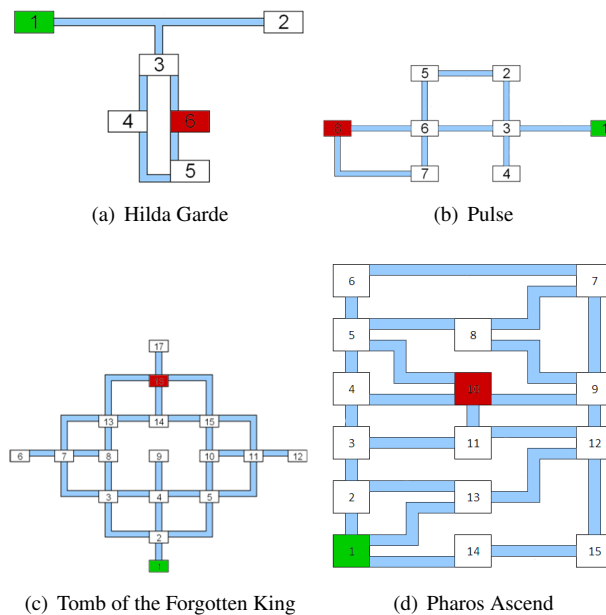 1 2
3
4 6
5
(a) Hilda Garde
5 2
6 3 1
7 4
(b) Pulse
17
13 14 15
6 7 8 9 10 11 12
3 4 5
2
(c) Tomb of the Forgotten King
6 7
5 8
4 10 9
3 11 12
2 13
1 14 15
(d) Pharos Ascend